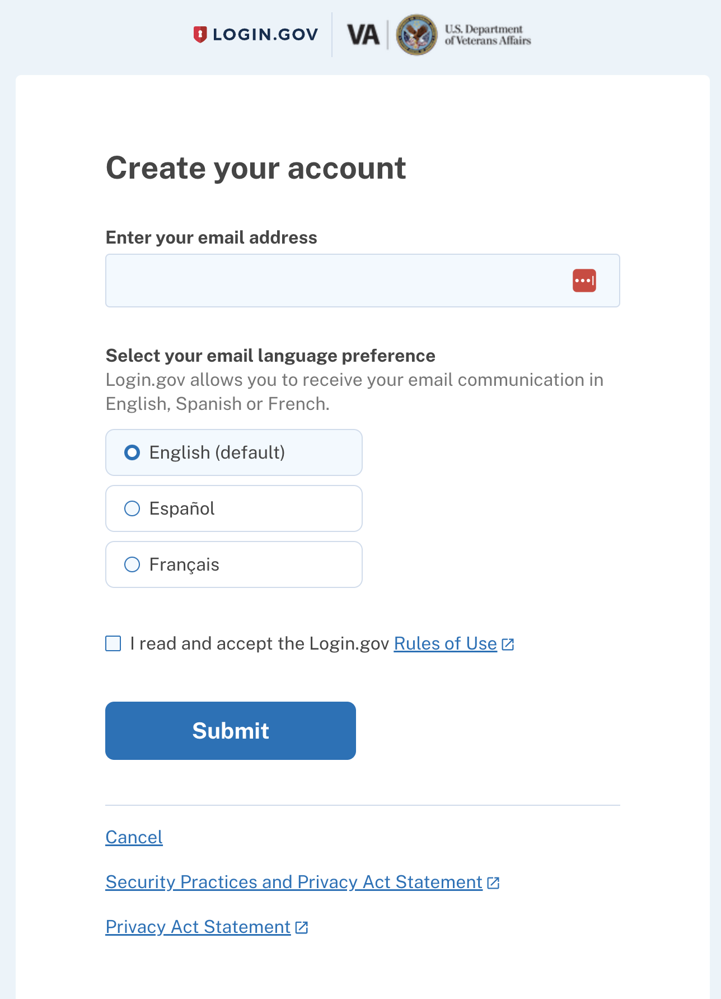 LOGIN.GOV
VA
U.S. Department
of Veterans Affairs
Create your account
Enter your email address
Select your email language preference
Login.gov allows you to receive your email communication in
English, Spanish or French.
English (default)
Español
Français
I read and accept the Login.gov Rules of Use
Submit
Cancel
Security Practices and Privacy Act Statement
Privacy Act Statement